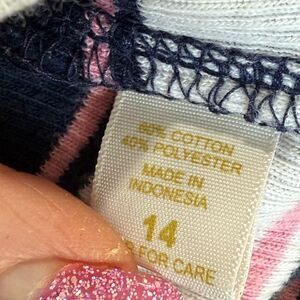 60% COTTON
40% POLYESTER
MADE IN
INDONESIA
14
FOR CARE